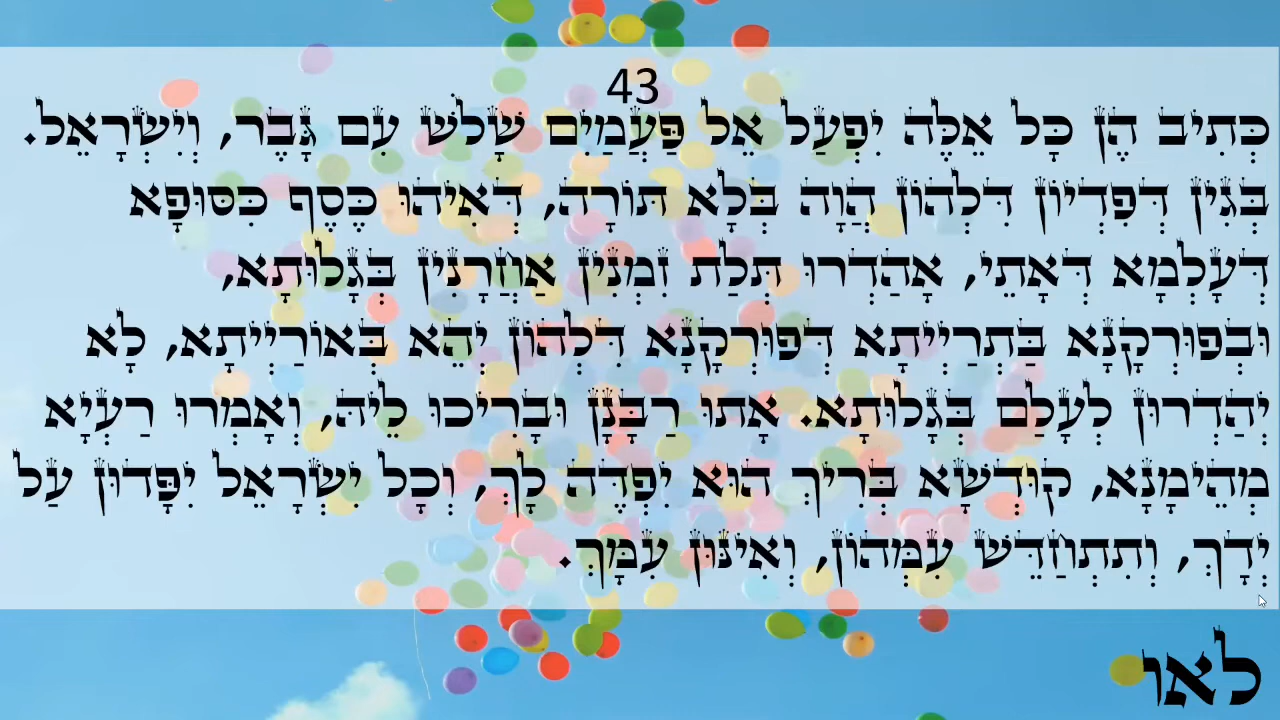 43
כְּתִיב הֶן כָּל אֵלֶּה יִפְעַל אֵל פַּעֲמַיִם שָׁלֹשׁ עִם גָּבֶר, וְיִשְׂרָאֵל.
בְּגִין דְּפִדְיוֹן דִּלְהוֹן הֲוָה בְּלָא תּוֹרָה, דְּאִיהוּ כֶּסֶף כִּסּוּפָא
דְּעָלְמָא דְּאָתֵי, אָהַדְרוּ תְּלַת זִמְנִין אַחֲרָנִין בְּגָלוּתָא,
וּבְפוּרְקָנָא בַּתְרַיְיתָא דְּפוּרְקָנָא דִּלְהוֹן יְהֵא בְּאוֹרַיְיתָא, לָא
יְהַדְרוּן לְעָלַם בְּגָלוּתָא. אָתוּ רַבָּנָן וּבָרִיכוּ לֵיהּ, וְאָמְרוּ רַעְיָא
מְהֵימְנָא, קוּדְשָׁא בְּרִיךְ הוּא יִפְדֶּה לָךְ, וְכָל יִשְׂרָאֵל יִפָּדוּן עַל
יְדָךְ, וְתִתְחַדֵּשׁ עִמְּהוֹן, וְאִינּוּן עִמָּךְ.
לאו